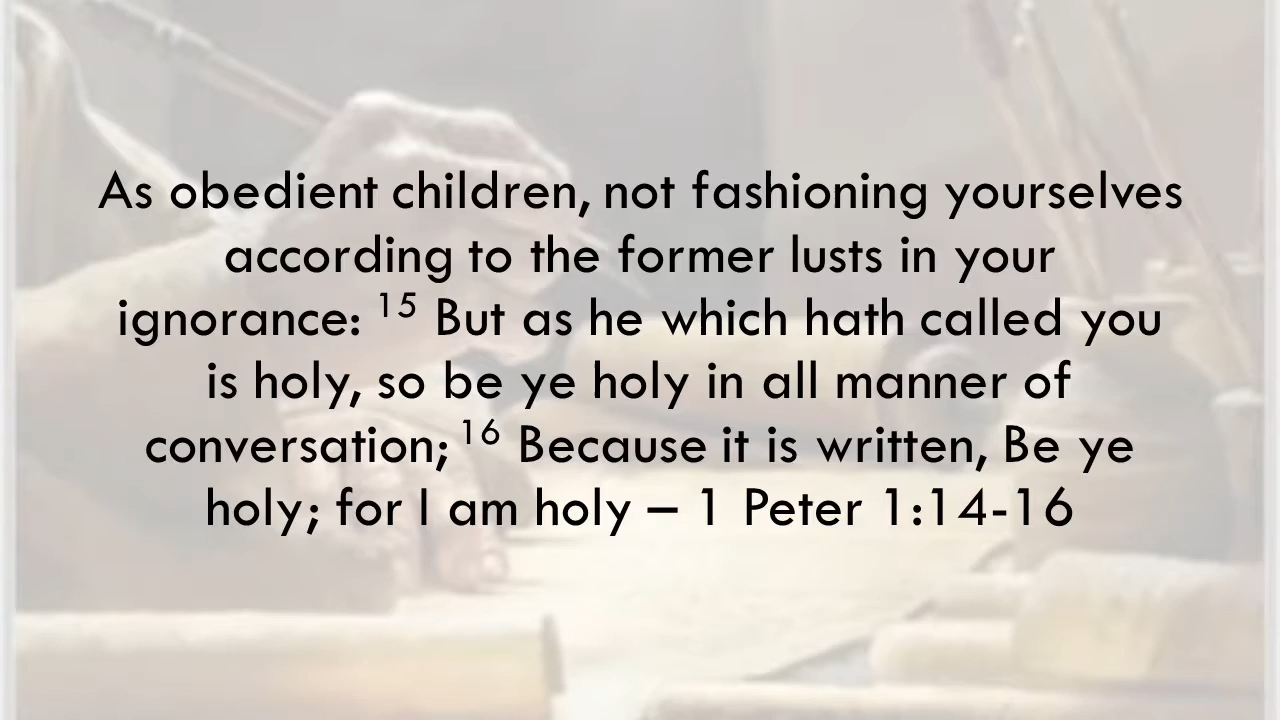 As obedient children, not fashioning yourselves
according to the former lusts in your
ignorance: 15 But as he which hath called you
is holy, so be ye holy in all manner of
conversation; 16 Because it is written, Be ye
holy; for I am holy – 1 Peter 1:14-16